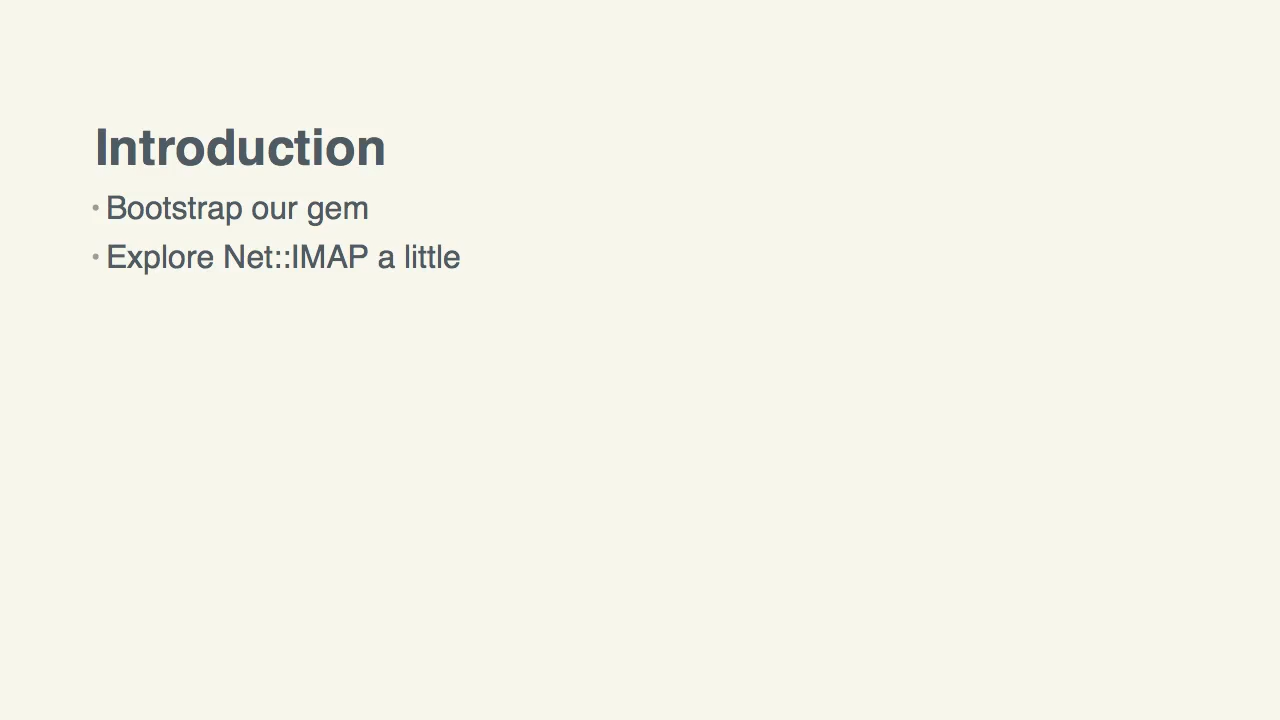 Introduction
• Bootstrap our gem
• Explore Net::IMAP a little